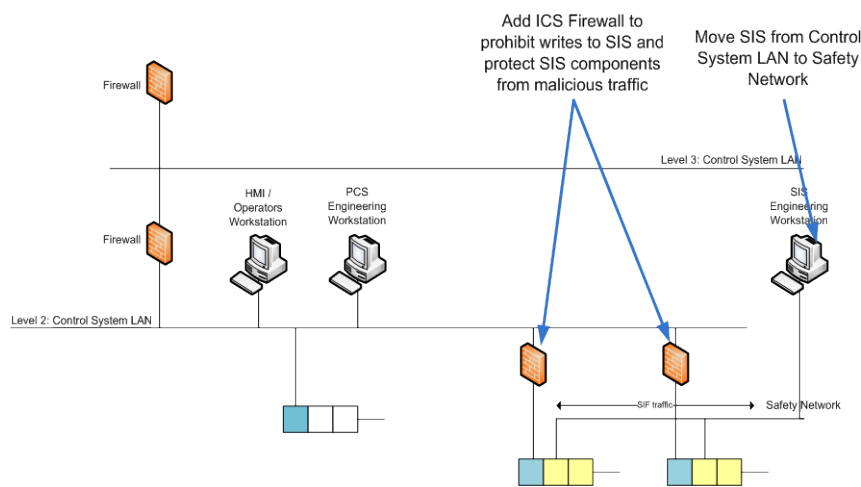 Add ICS Firewall to
prohibit writes to SIS and
protect SIS components
from malicious traffic
Move SIS from Control
System LAN to Safety
Network
Firewall
Level 3: Control System LAN
HMI /
Operators
Workstation
PCS
Engineering
Workstation
SIS
Engineering
Workstation
Firewall
Level 2: Control System LAN
SIF traffic
Safety Network